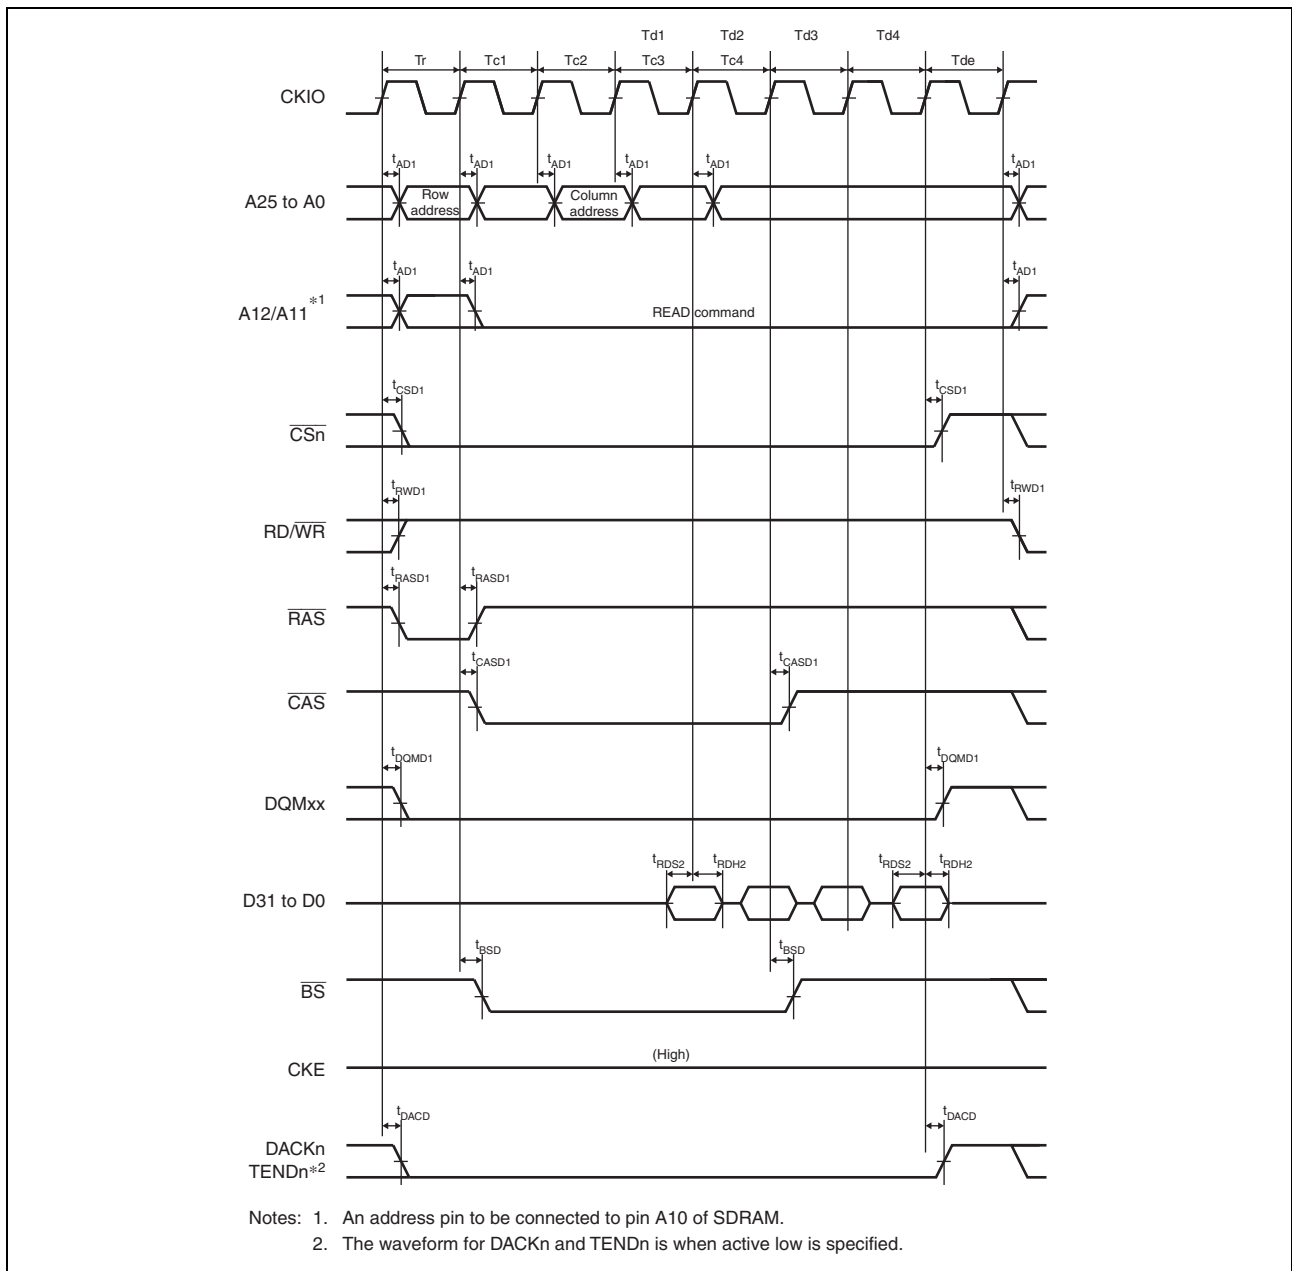 Td1 Td2 Td3 Td4
Tr Tc1 Tc2 Tc3 Tc4 Tde
CKIO
tAD1 tAD1 tAD1 tAD1 tAD1 tAD1
A25 to A0
Row address
Column address
tAD1 tAD1 tAD1
A12/A11*1
READ command
tCSD1 tCSD1
CSn
tRWD1 tRWD1
RD/WR
tRASD1 tRASD1
RAS
tCASD1 tCASD1
CAS
tDQMD1 tDQMD1
DQMxx
tRDS2 tRDH2 tRDS2 tRDH2
D31 to D0
tBSD tBSD
BS
(High)
CKE
tDACD tDACD
DACKn
TENDn*2
Notes: 1. An address pin to be connected to pin A10 of SDRAM.
2. The waveform for DACKn and TENDn is when active low is specified.